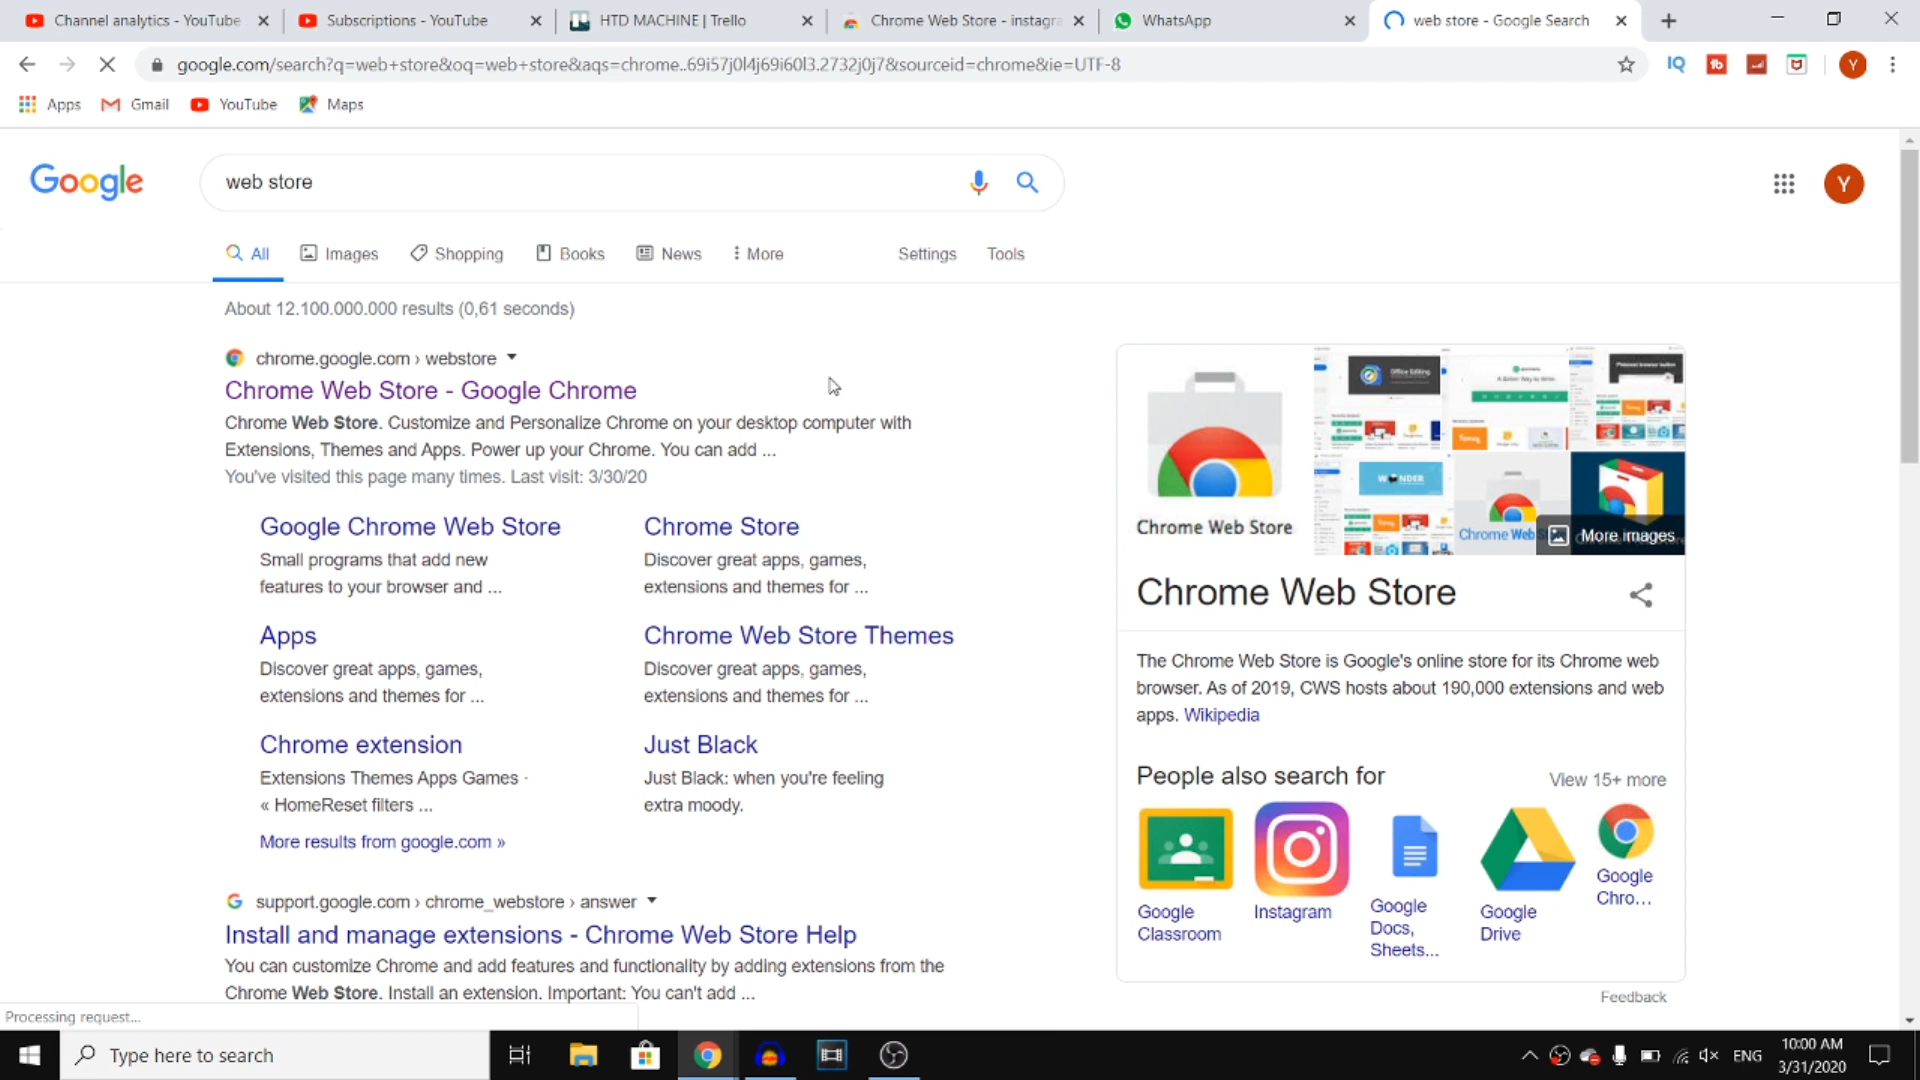 Channel analytics - YouTube
Subscriptions - YouTube
HTD MACHINE | Trello
Chrome Web Store - instagra
WhatsApp
web store - Google Search
google.com/search?q=web+store&oq=web+store&aqs=chrome..69i57j0l4j69i60l3.2732j0j7&sourceid=chrome&ie=UTF-8
IQ
Y
Apps
Gmail
YouTube
Maps
Google
web store
Y
All
Images
Shopping
Books
News
More
Settings
Tools
About 12.100.000.000 results (0,61 seconds)
chrome.google.com › webstore
Chrome Web Store - Google Chrome
Chrome Web Store. Customize and Personalize Chrome on your desktop computer with
Extensions, Themes and Apps. Power up your Chrome. You can add ...
You've visited this page many times. Last visit: 3/30/20
Google Chrome Web Store
Small programs that add new
features to your browser and ...
Chrome Store
Discover great apps, games,
extensions and themes for ...
Apps
Discover great apps, games,
extensions and themes for ...
Chrome Web Store Themes
Discover great apps, games,
extensions and themes for ...
Chrome extension
Extensions Themes Apps Games ·
« HomeReset filters ...
Just Black
Just Black: when you're feeling
extra moody.
More results from google.com »
support.google.com › chrome_webstore › answer
Install and manage extensions - Chrome Web Store Help
You can customize Chrome and add features and functionality by adding extensions from the
Chrome Web Store. Install an extension. Important: You can't add ...
Processing request...
Chrome Web Store
Office Editing
WONDER
More images
Chrome Web Store
The Chrome Web Store is Google's online store for its Chrome web
browser. As of 2019, CWS hosts about 190,000 extensions and web
apps. Wikipedia
People also search for
View 15+ more
Google
Classroom
Instagram
Google
Docs,
Sheets...
Google
Drive
Google
Chro...
Feedback
Type here to search
ENG
10:00 AM
3/31/2020